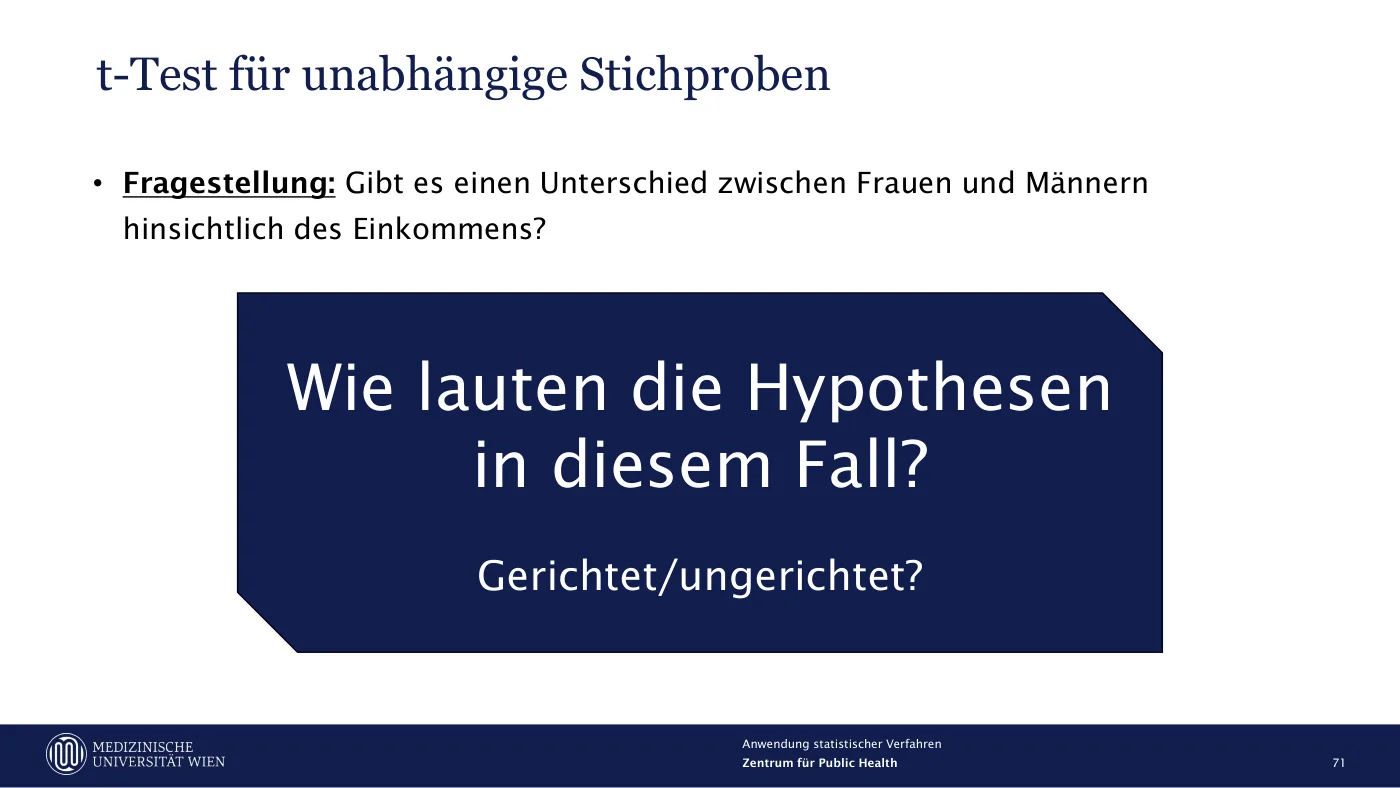 t-Test für unabhängige Stichproben
• Fragestellung: Gibt es einen Unterschied zwischen Frauen und Männern
hinsichtlich des Einkommens?
Wie lauten die Hypothesen
in diesem Fall?
Gerichtet/ungerichtet?
MEDIZINISCHE
UNIVERSITÄT WIEN
Anwendung statistischer Verfahren
Zentrum für Public Health
71